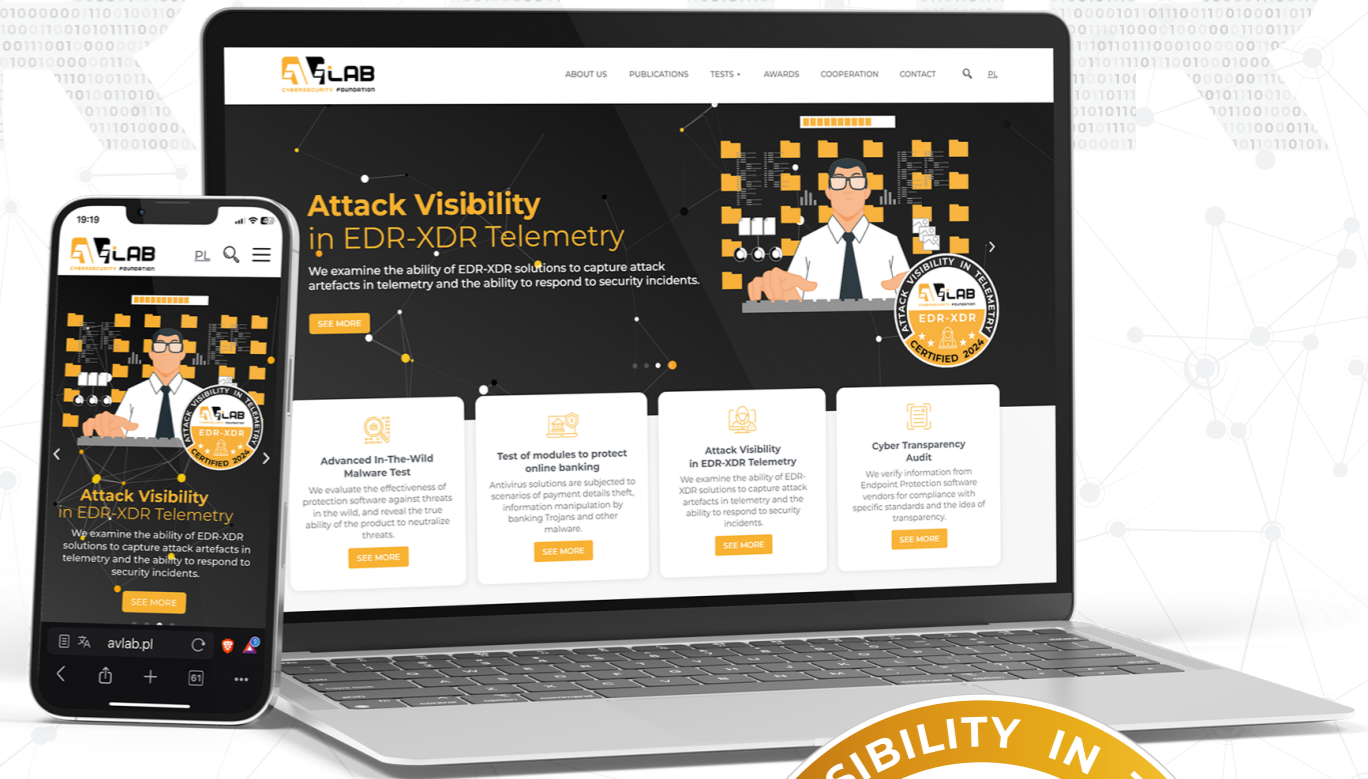 AVLAB
CYBERSECURITY FOUNDATION
ABOUT US PUBLICATIONS TESTS AWARDS COOPERATION CONTACT PL
Attack Visibility
in EDR-XDR Telemetry
We examine the ability of EDR-XDR solutions to capture attack
artefacts in telemetry and the ability to respond to security incidents.
SEE MORE
ATTACK VISIBILITY IN TELEMETRY
AVLAB
CYBERSECURITY FOUNDATION
EDR-XDR
CERTIFIED 2024
Advanced In-The-Wild
Malware Test
We evaluate the effectiveness of
protection software against threats
in the wild, and reveal the true
ability of the product to neutralize
threats.
SEE MORE
Test of modules to protect
online banking
Antivirus solutions are subjected to
scenarios of payment details theft,
information manipulation by
banking Trojans and other
malware.
SEE MORE
Attack Visibility
in EDR-XDR Telemetry
We examine the ability of EDR-
XDR solutions to capture attack
artefacts in telemetry and the
ability to respond to security
incidents.
SEE MORE
Cyber Transparency
Audit
We verify information from
Endpoint Protection software
vendors for compliance with
specific standards and the idea of
transparency.
SEE MORE
19:19
AVLAB
CYBERSECURITY FOUNDATION
PL
ATTACK VISIBILITY IN TELEMETRY
AVLAB
EDR-XDR
CERTIFIED 2024
Attack Visibility
in EDR-XDR Telemetry
We examine the ability of EDR-XDR
solutions to capture attack artefacts in
telemetry and the ability to respond to
security incidents.
SEE MORE
avlab.pl
61
SIBILITY IN